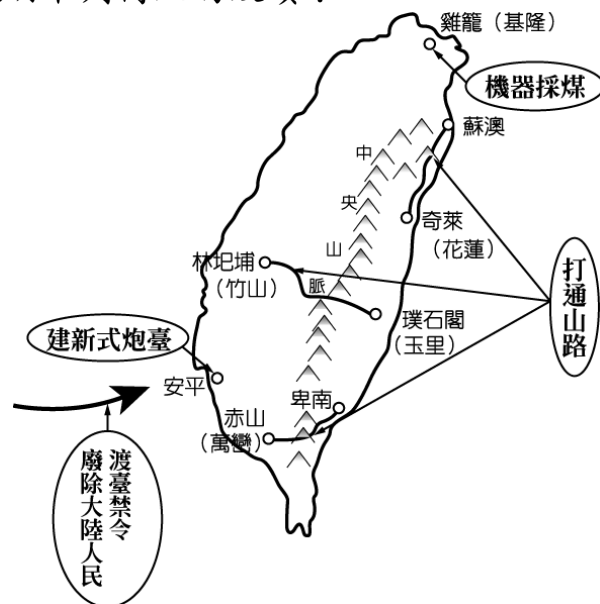 雞籠（基隆）
機器採煤
蘇澳
中
央
山
脈
奇萊
（花蓮）
林圯埔
（竹山）
打通山路
璞石閣
（玉里）
建新式炮臺
安平
卑南
赤山
（萬巒）
渡臺禁令
廢除大陸人民